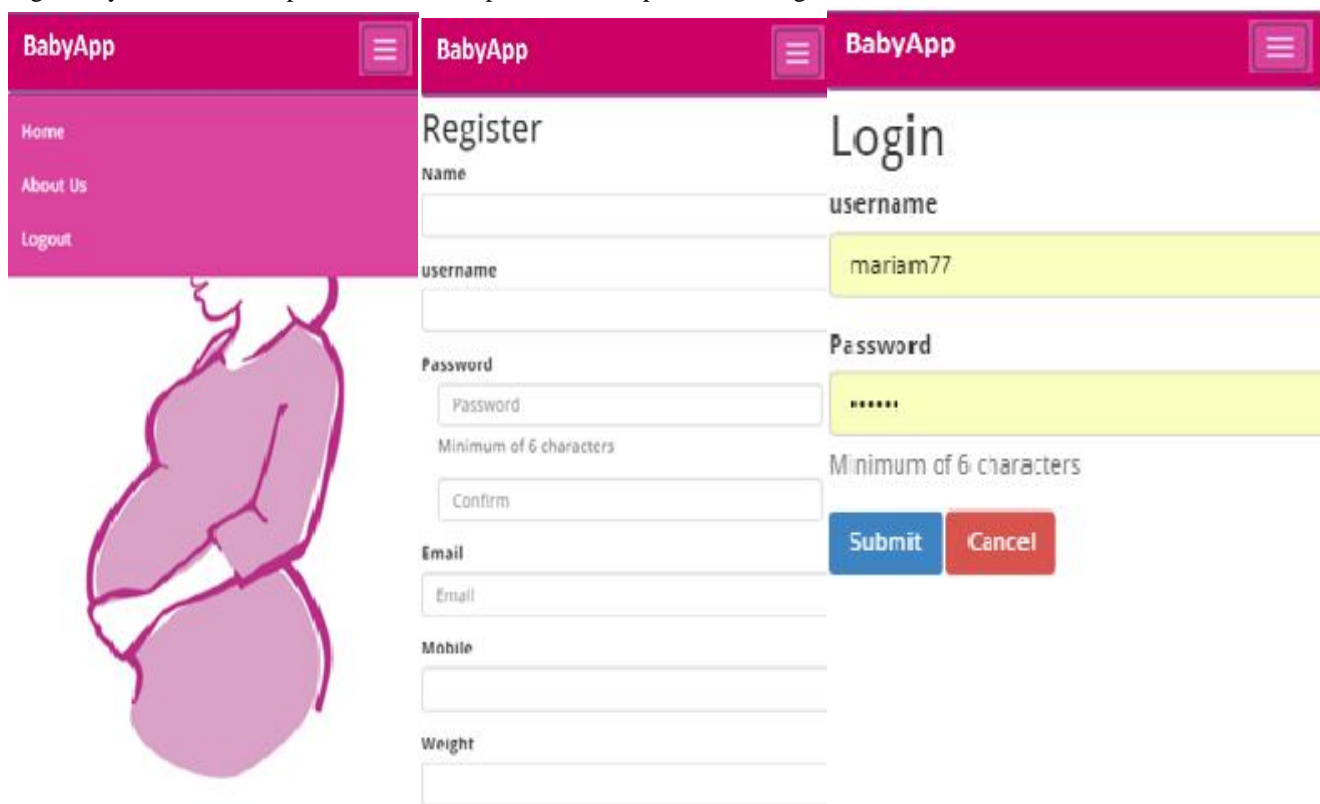 BabyApp
Home
About Us
Logout
BabyApp
Register
Name
username
Password
Password
Minimum of 6 characters
Confirm
Email
Email
Mobile
Weight
BabyApp
Login
username
mariam77
Password
••••••
Minimum of 6 characters
Submit
Cancel